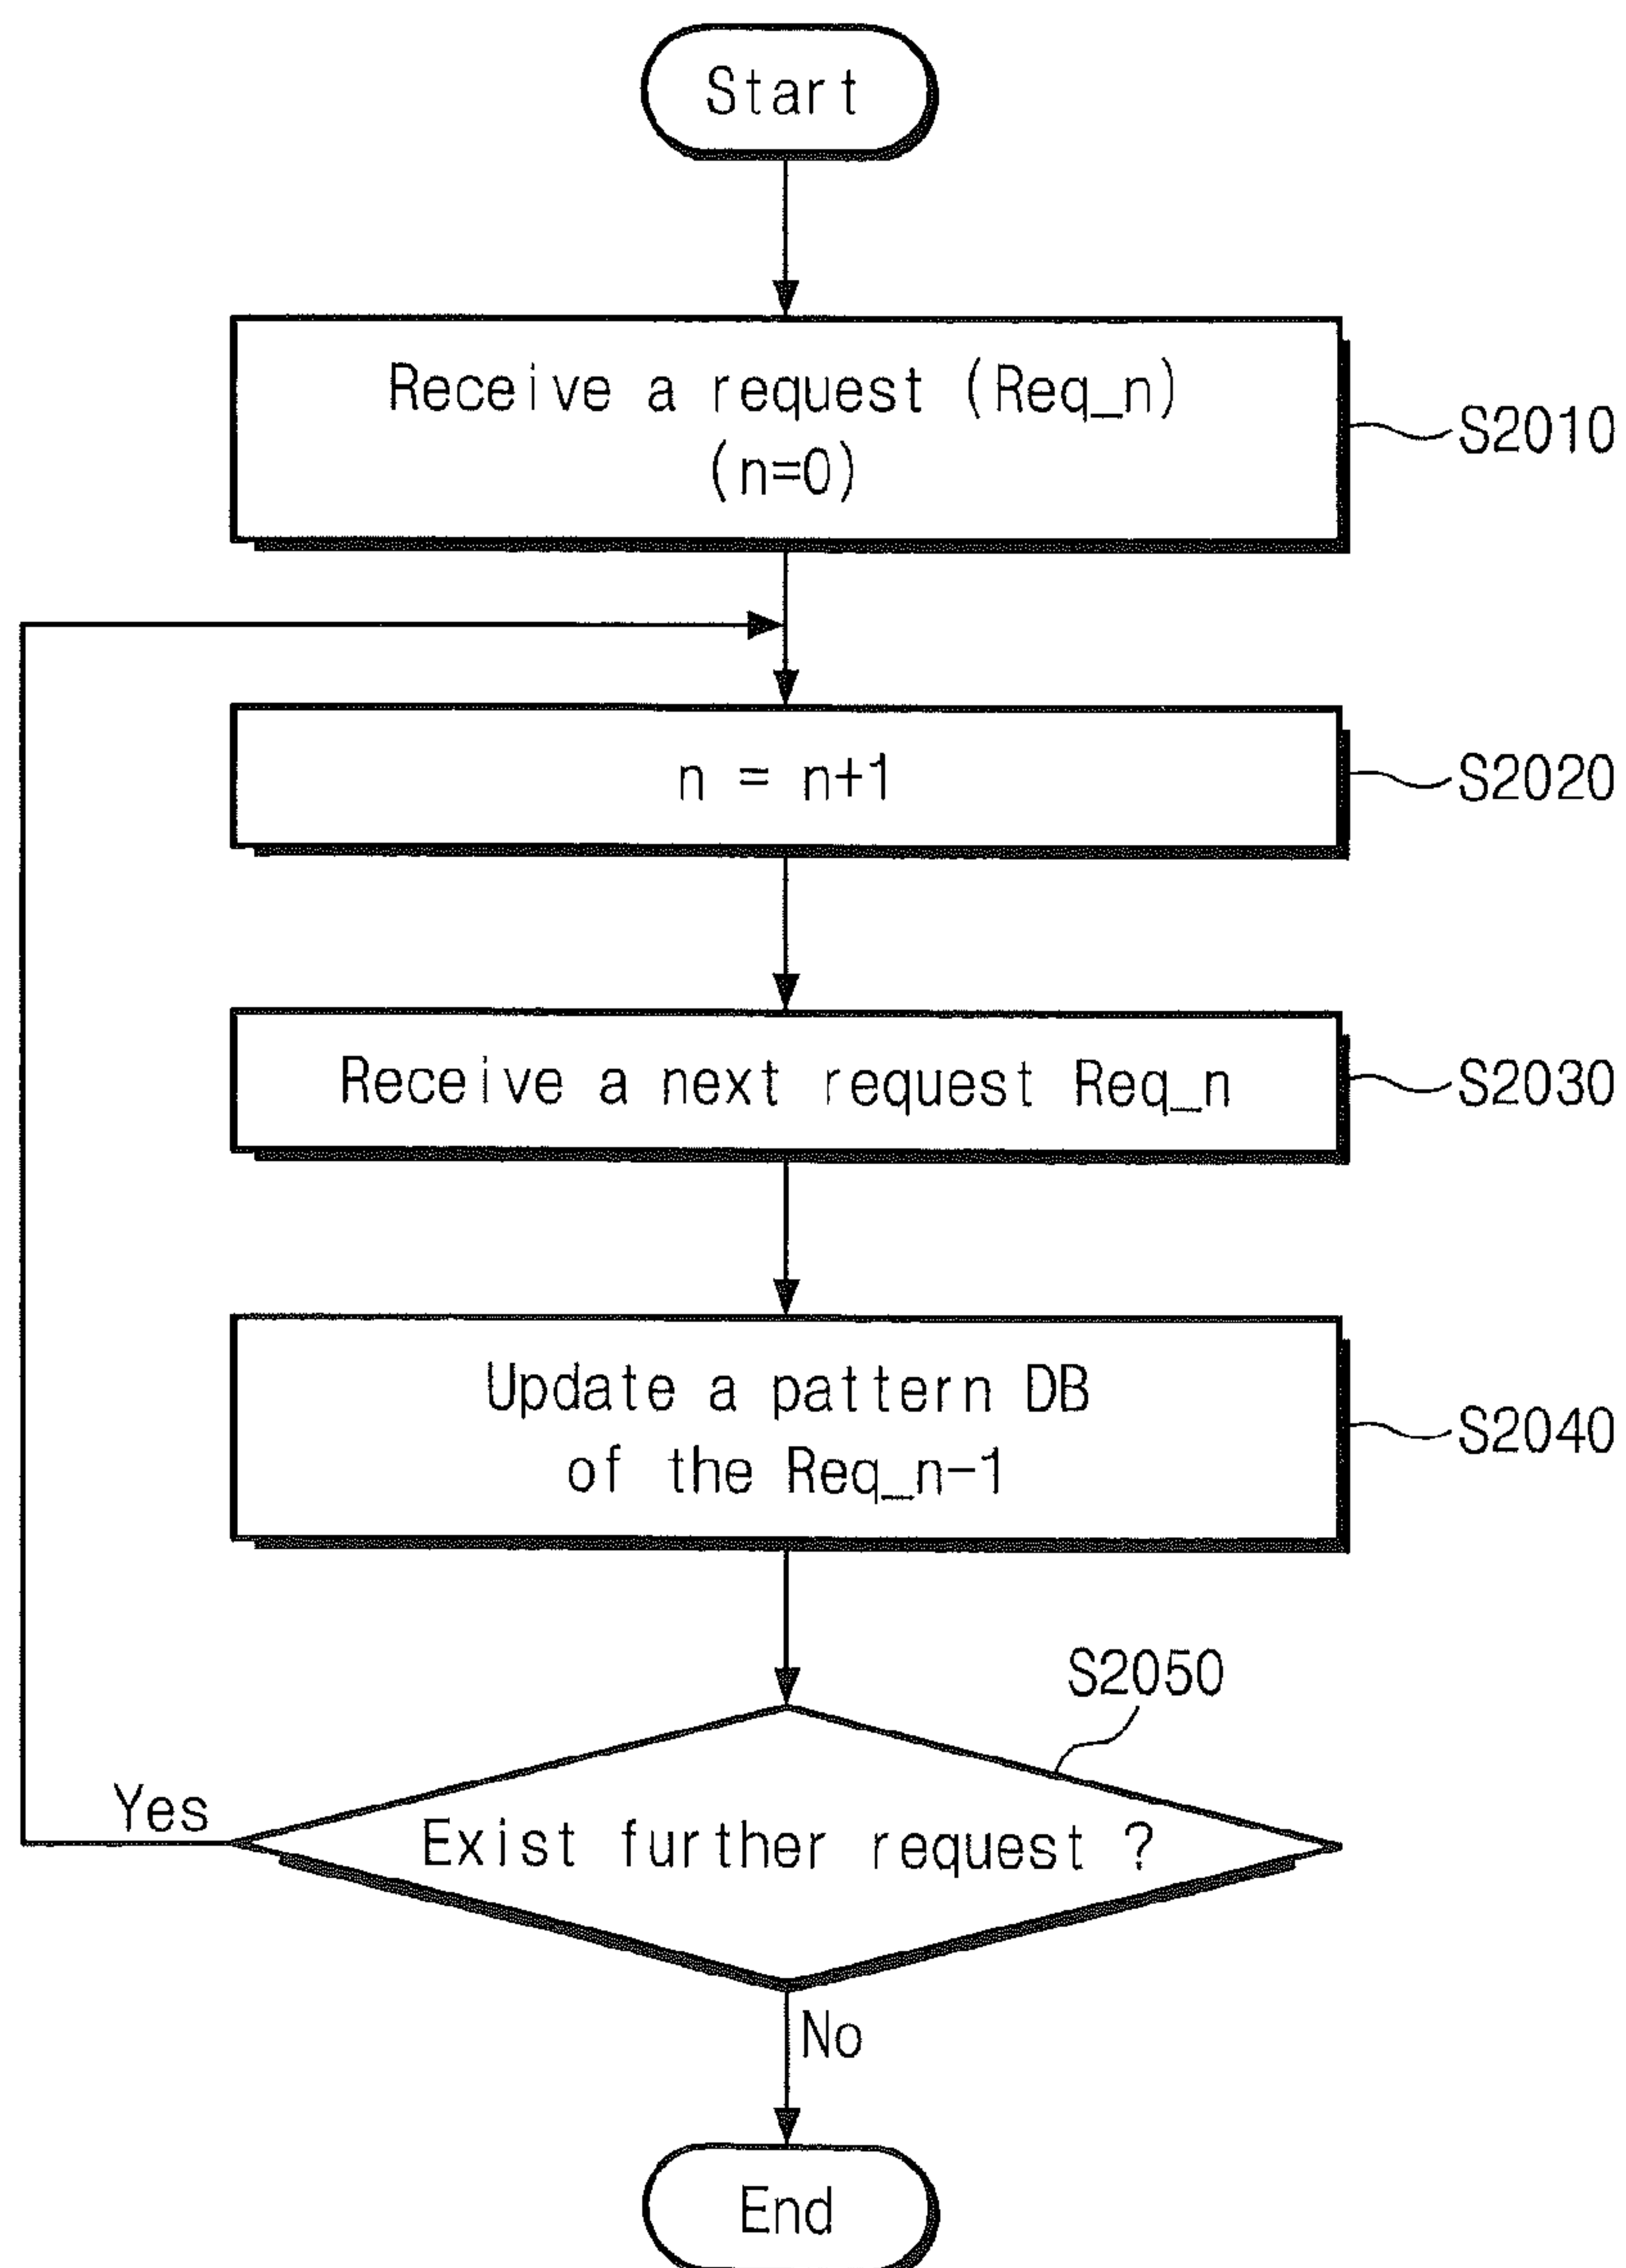 Start
Receive a request (Req_n)
(n=0)
S2010
n = n+1
S2020
Receive a next request Req_n
S2030
Update a pattern DB
of the Req_n-1
S2040
S2050
Yes
Exist further request ?
No
End